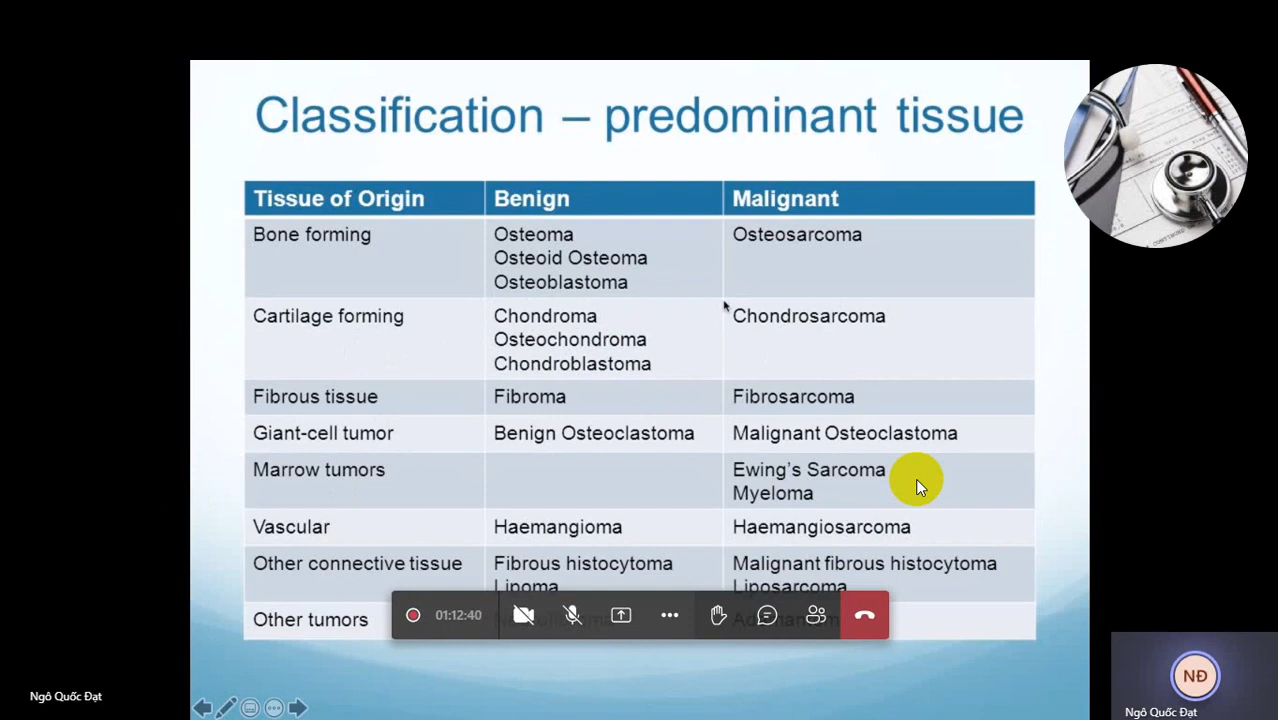 Classification – predominant tissue
Tissue of Origin Benign Malignant
Bone forming Osteoma Osteosarcoma
Osteoid Osteoma
Osteoblastoma
Cartilage forming Chondroma Chondrosarcoma
Osteochondroma
Chondroblastoma
Fibrous tissue Fibroma Fibrosarcoma
Giant-cell tumor Benign Osteoclastoma Malignant Osteoclastoma
Marrow tumors Ewing's Sarcoma
Myeloma
Vascular Haemangioma Haemangiosarcoma
Other connective tissue Fibrous histocytoma Malignant fibrous histocytoma
Lipoma Liposarcoma
Other tumors
01:12:40
Ngô Quốc Đạt
NĐ
Ngô Quốc Đạt